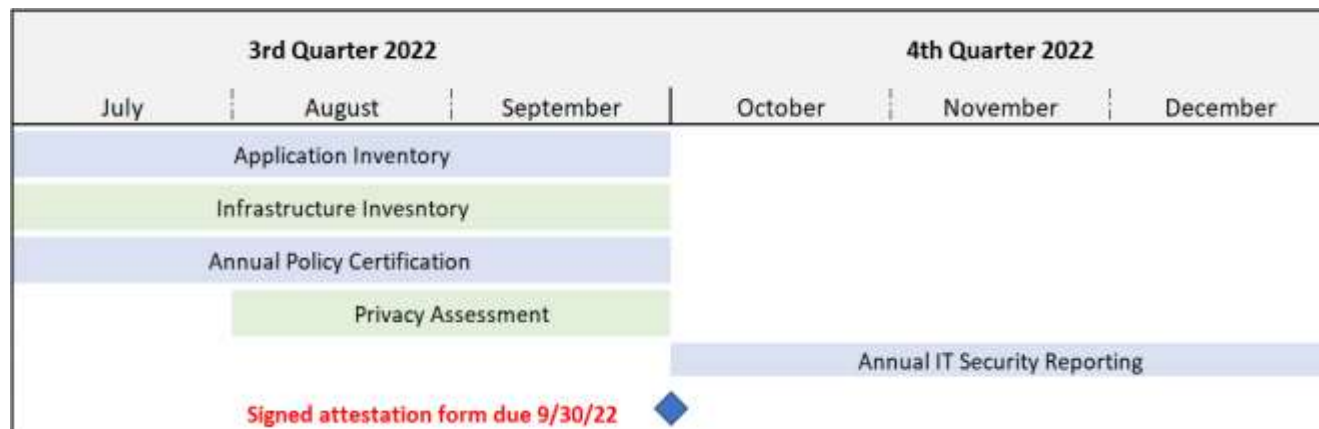 3rd Quarter 2022 4th Quarter 2022
July August September October November December
Application Inventory
Infrastructure Invesntory
Annual Policy Certification
Privacy Assessment
Annual IT Security Reporting
Signed attestation form due 9/30/22